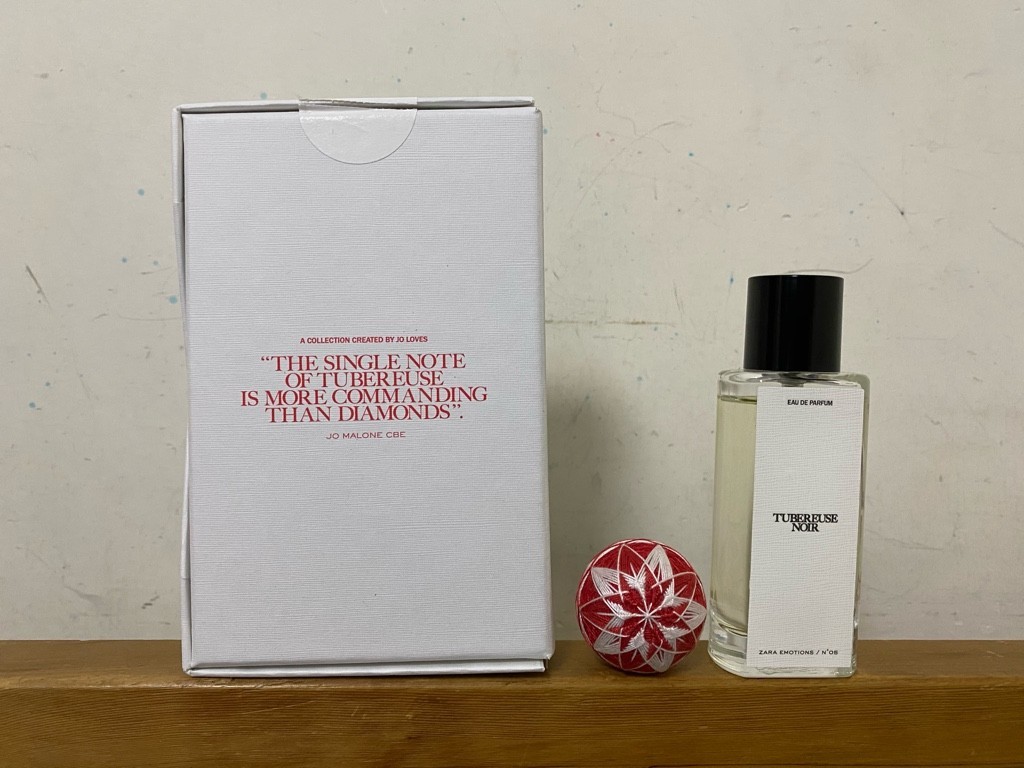 A COLLECTION CREATED BY JO LOVES
“THE SINGLE NOTE
OF TUBEREUSE
IS MORE COMMANDING
THAN DIAMONDS”.
JO MALONE CBE
EAU DE PARFUM
TUBEREUSE
NOIR
ZARA EMOTIONS / N°08